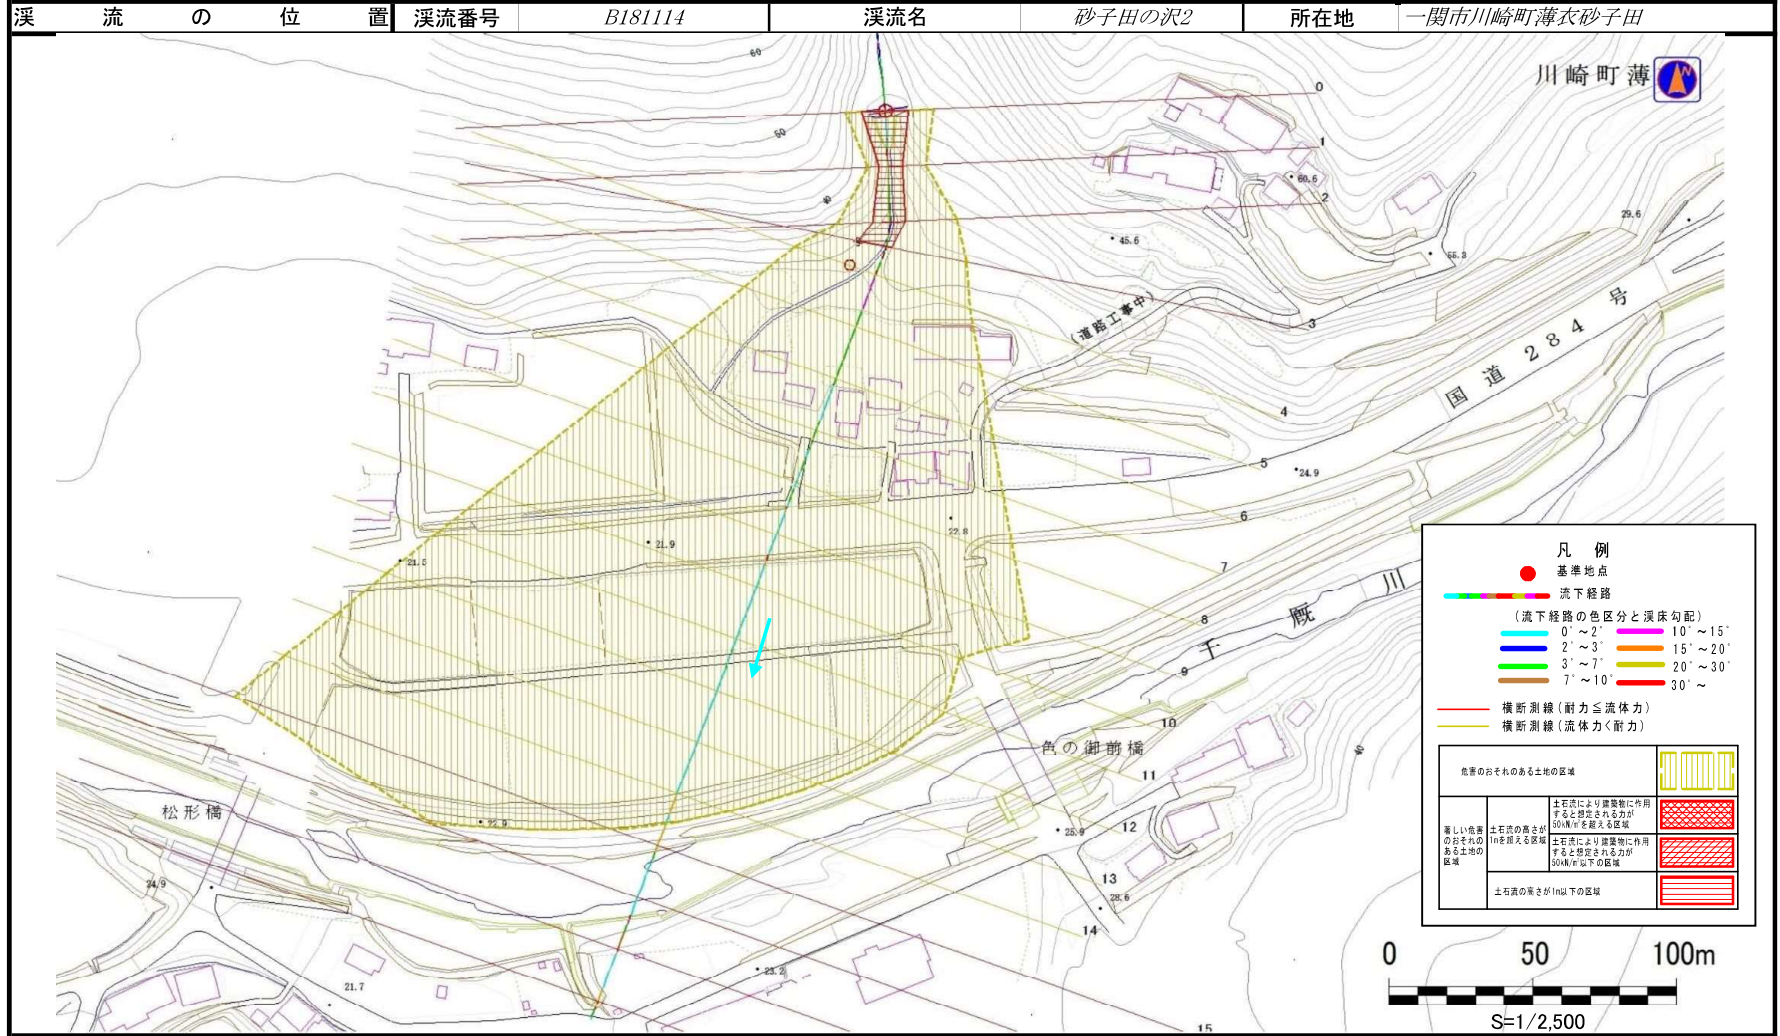 溪流の位置 溪流番号 B181114 溪流名 砂子田の沢2 所在地 一関市川崎町薄衣砂子田
川崎町薄
N
60
50
40
0
1
2
3
4
5
6
7
8
9
10
11
12
13
14
15
60.6
29.6
45.6
55.3
(道路工事中)
国道284号
24.9
22.8
21.9
21.5
千厩川
色の御前橋
松形橋
22.9
25.9
24.9
28.6
23.2
21.7
40
凡例
基準地点
流下経路
(流下経路の色区分と溪床勾配)
0°~2° 10°~15°
2°~3° 15°~20°
3°~7° 20°~30°
7°~10° 30°~
横断測線(耐力≦流体力)
横断測線(流体力<耐力)
危害のおそれのある土地の区域
著しい危害
のおそれの
ある土地の
区域
土石流の高さが
1mを超える区域
土石流により建築物に作用
すると想定される力が
50kN/㎡を超える区域
土石流により建築物に作用
すると想定される力が
50kN/㎡以下の区域
土石流の高さが1m以下の区域
0 50 100m
S=1/2,500